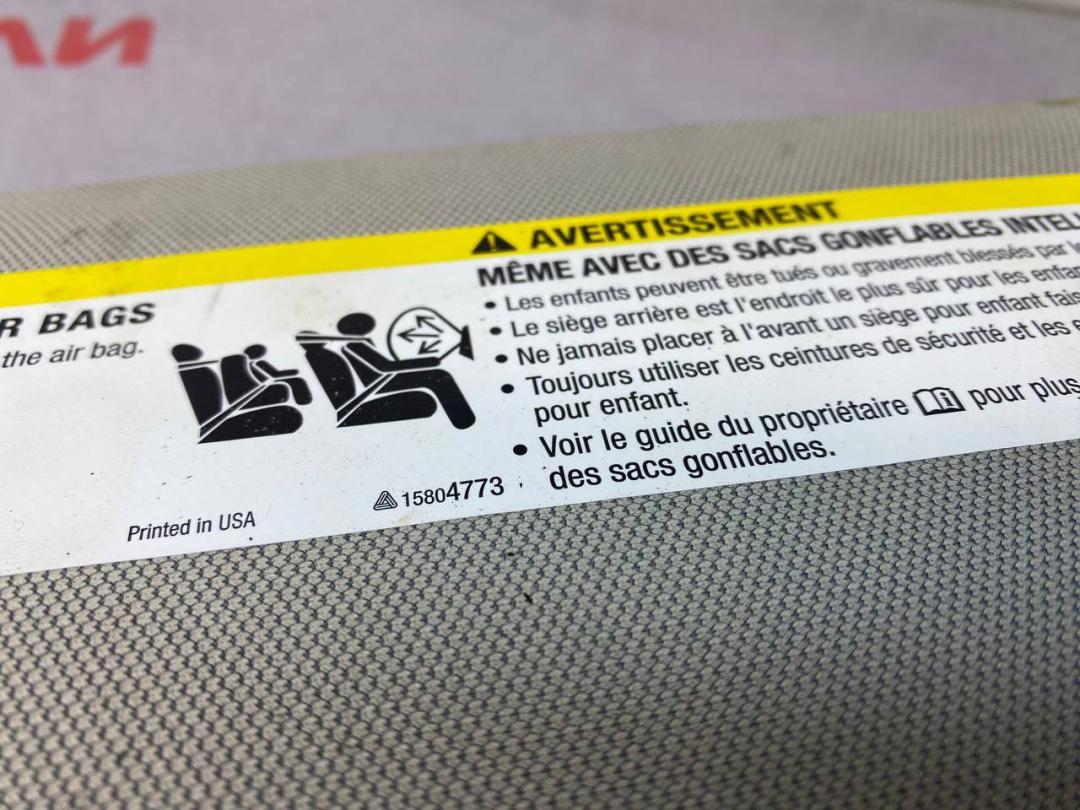 R BAGS
the air bag.
Printed in USA
15804773
AVERTISSEMENT
MÊME AVEC DES SACS GONFLABLES INTELL
• Les enfants peuvent être tués ou gravement blessés par
• Le siège arrière est l'endroit le plus sûr pour les enfan
• Ne jamais placer à l'avant un siège pour enfant fais
• Toujours utiliser les ceintures de sécurité et les
pour enfant.
• Voir le guide du propriétaire pour plus
des sacs gonflables.